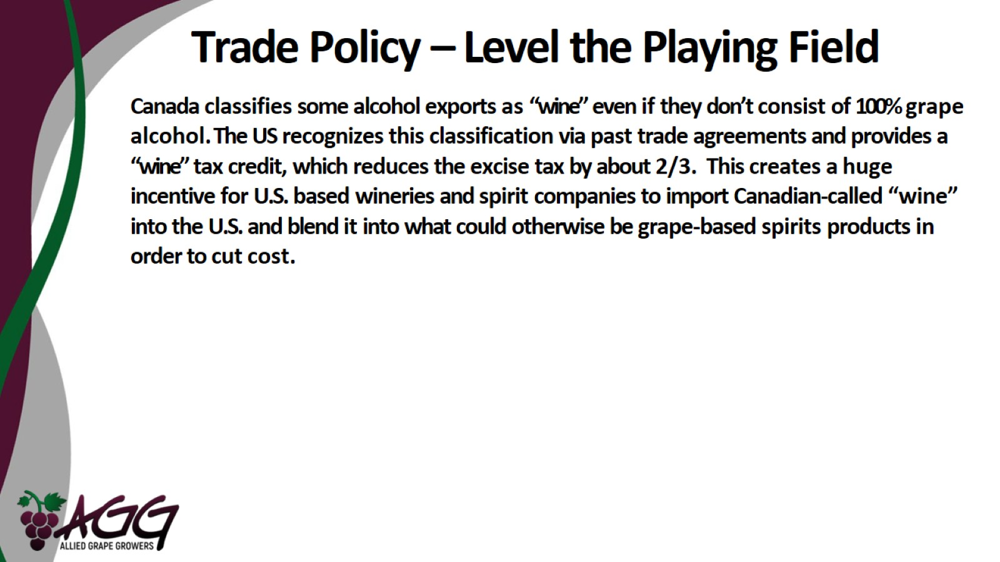 Trade Policy – Level the Playing Field
Canada classifies some alcohol exports as “wine” even if they don’t consist of 100% grape
alcohol. The US recognizes this classification via past trade agreements and provides a
“wine” tax credit, which reduces the excise tax by about 2/3.  This creates a huge
incentive for U.S. based wineries and spirit companies to import Canadian-called “wine”
into the U.S. and blend it into what could otherwise be grape-based spirits products in
order to cut cost.
AGG
ALLIED GRAPE GROWERS